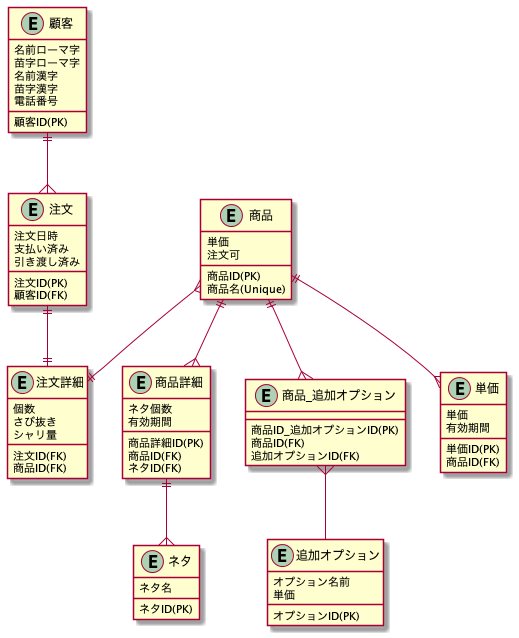 E 顧客
名前ローマ字
苗字ローマ字
名前漢字
苗字漢字
電話番号
顧客ID(PK)
E 注文
注文日時
支払い済み
引き渡し済み
注文ID(PK)
顧客ID(FK)
E 商品
単価
注文可
商品ID(PK)
商品名(Unique)
E 注文詳細
個数
さび抜き
シャリ量
注文ID(FK)
商品ID(FK)
E 商品詳細
ネタ個数
有効期間
商品詳細ID(PK)
商品ID(FK)
ネタID(FK)
E 商品_追加オプション
商品ID_追加オプションID(PK)
商品ID(FK)
追加オプションID(FK)
E 単価
単価
有効期間
単価ID(PK)
商品ID(FK)
E ネタ
ネタ名
ネタID(PK)
E 追加オプション
オプション名前
単価
オプションID(PK)